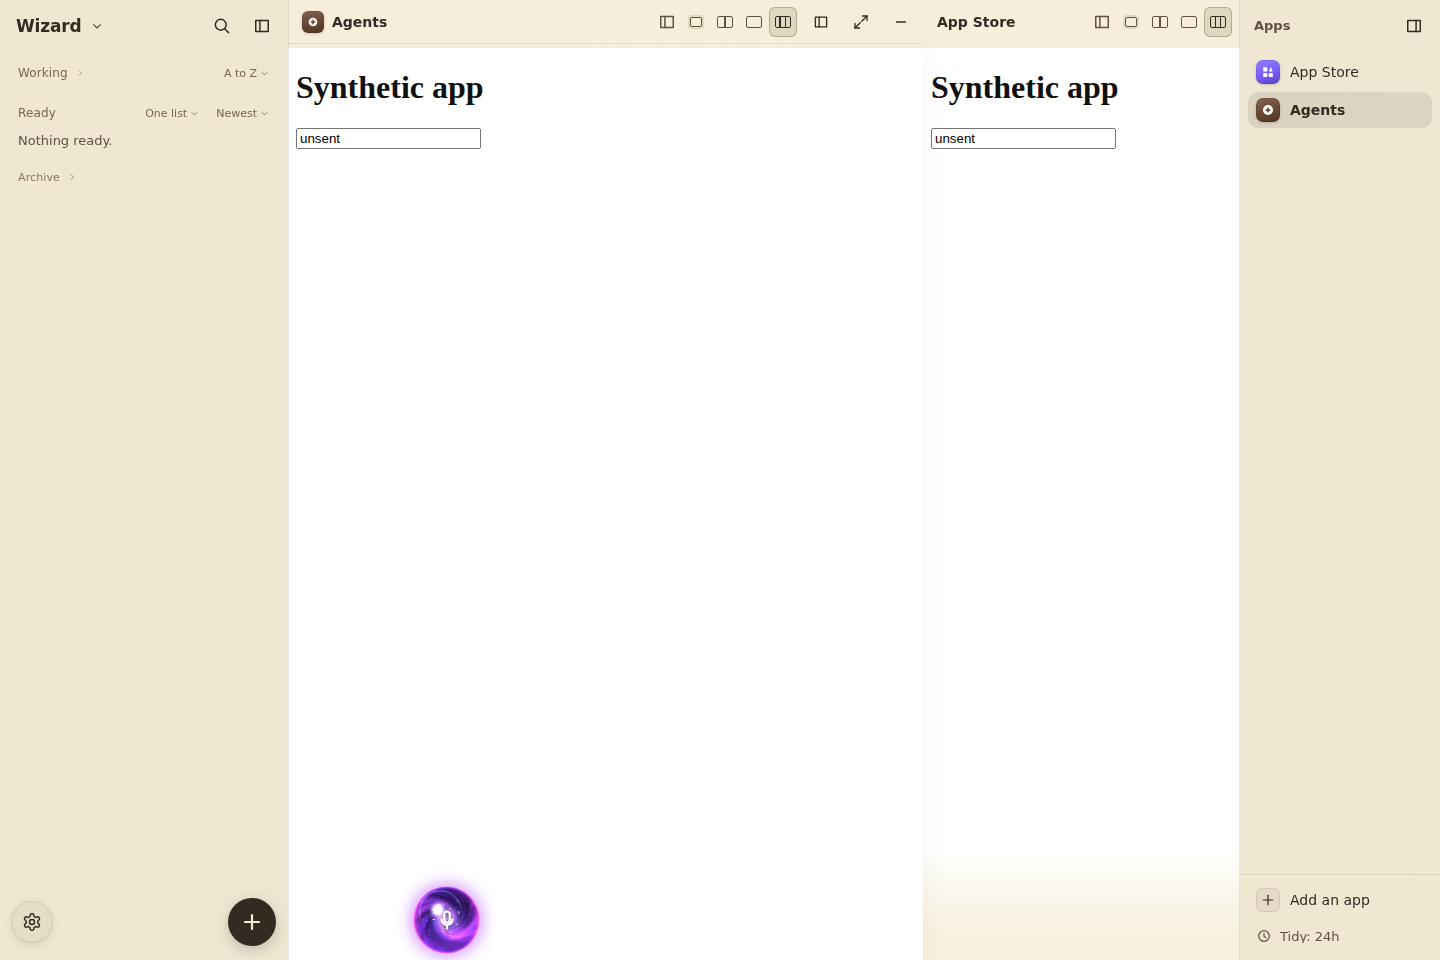 Wizard
Working
A to Z
Ready
One list
Newest
Nothing ready.
Archive
Agents
Synthetic app
unsent
App Store
Synthetic app
unsent
Apps
App Store
Agents
Add an app
Tidy: 24h